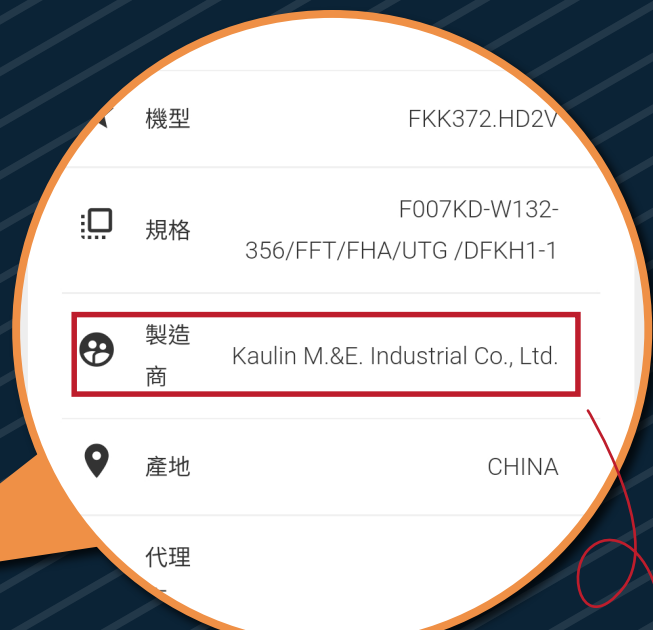 機型
FKK372.HD2V
規格
F007KD-W132-
356/FFT/FHA/UTG /DFKH1-1
製造
商
Kaulin M.&E. Industrial Co., Ltd.
產地
CHINA
代理